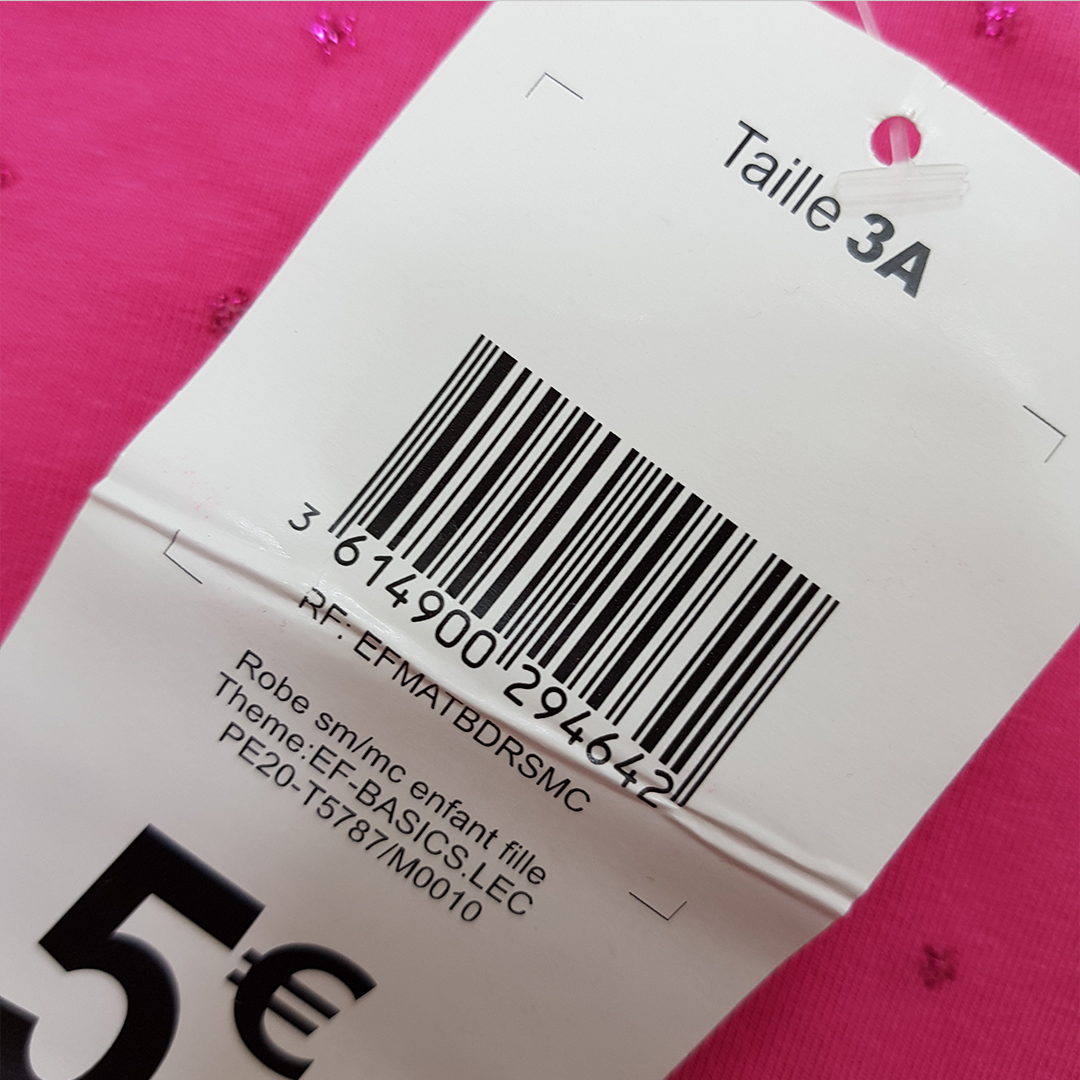 Taille 3A
3 614900 294642
RF: EFMATBDRSMC
Robe sm/mc enfant fille
Theme:EF-BASICS.LEC
PE20-T5787/M0010
5€